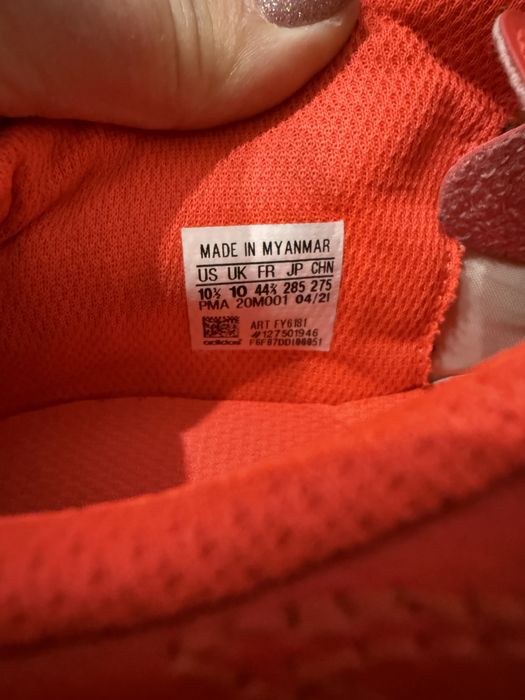 MADE IN MYANMAR
US UK FR JP CHN
10½ 10 44⅔ 285 275
PMA 20M001 04/21
ART FY6181
#127501946
adidas F6F87DD100051